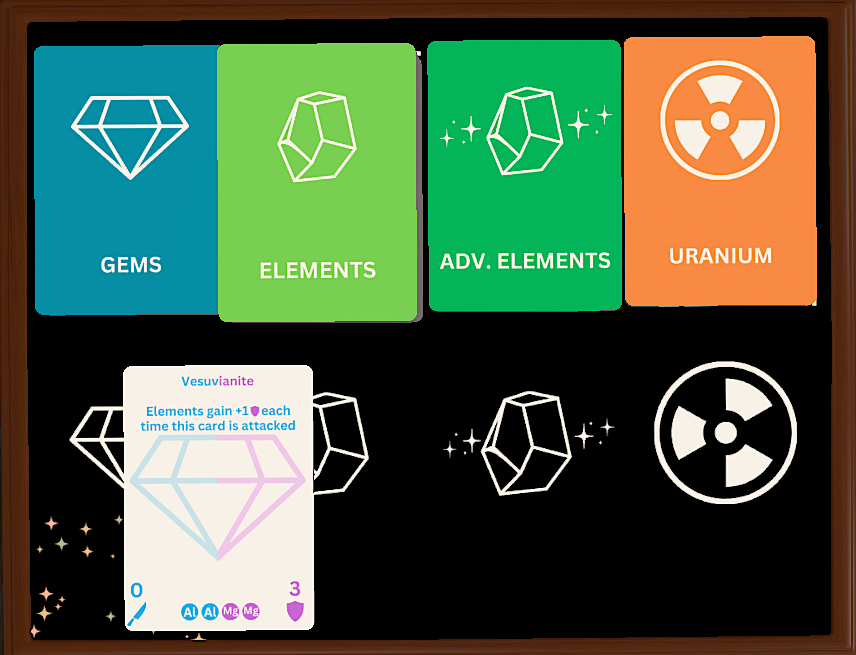 GEMS
ELEMENTS
ADV. ELEMENTS
URANIUM
Vesuvianite
Elements gain +1 each
time this card is attacked
0
3
Al Al Mg Mg